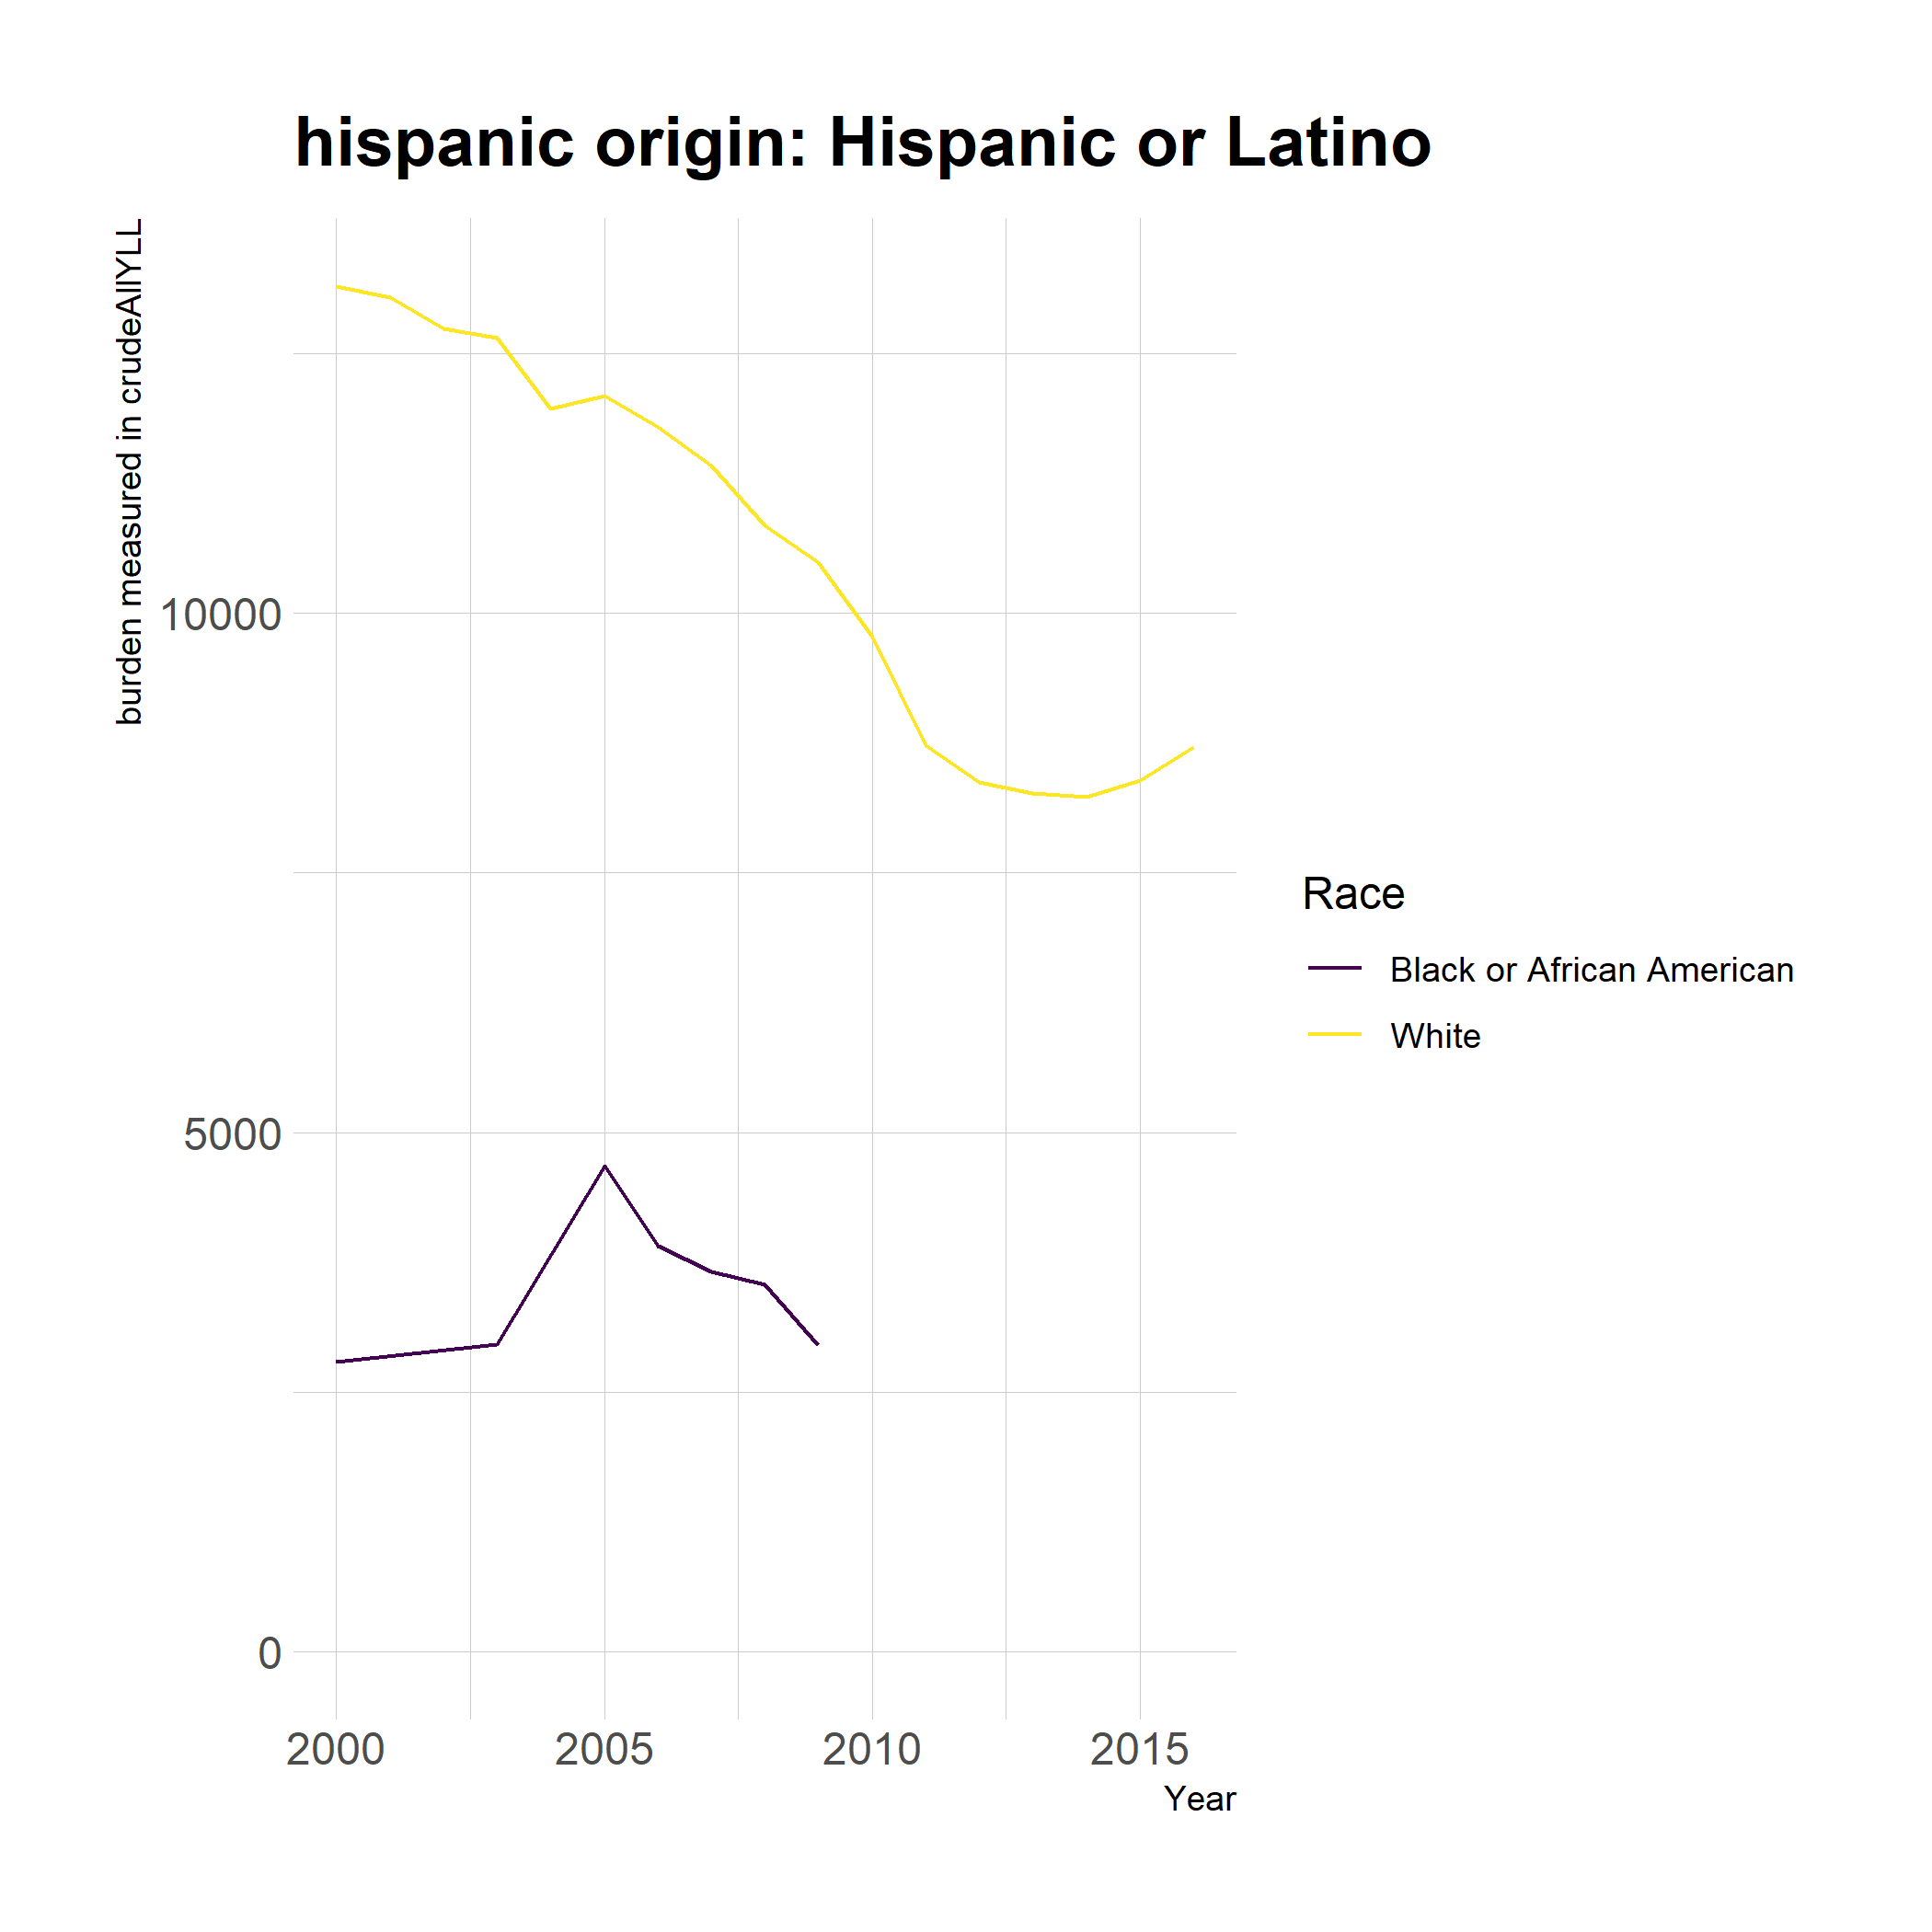 hispanic origin: Hispanic or Latino
burden measured in crudeAllYLL
10000
5000
0
2000 2005 2010 2015
Year
Race
Black or African American
White